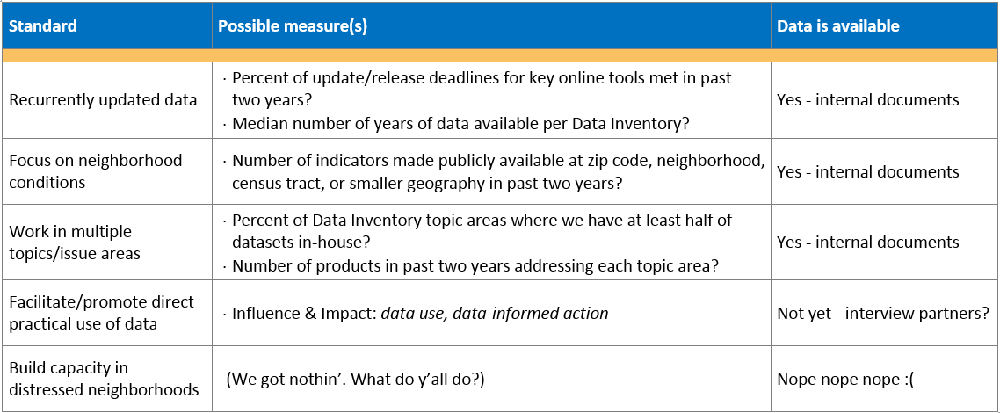 Standard
Possible measure(s)
Data is available
Recurrently updated data
· Percent of update/release deadlines for key online tools met in past
two years?
· Median number of years of data available per Data Inventory?
Yes - internal documents
Focus on neighborhood
conditions
· Number of indicators made publicly available at zip code, neighborhood,
census tract, or smaller geography in past two years?
Yes - internal documents
Work in multiple
topics/issue areas
· Percent of Data Inventory topic areas where we have at least half of
datasets in-house?
· Number of products in past two years addressing each topic area?
Yes - internal documents
Facilitate/promote direct
practical use of data
· Influence & Impact: data use, data-informed action
Not yet - interview partners?
Build capacity in
distressed neighborhoods
(We got nothin’. What do y’all do?)
Nope nope nope :(